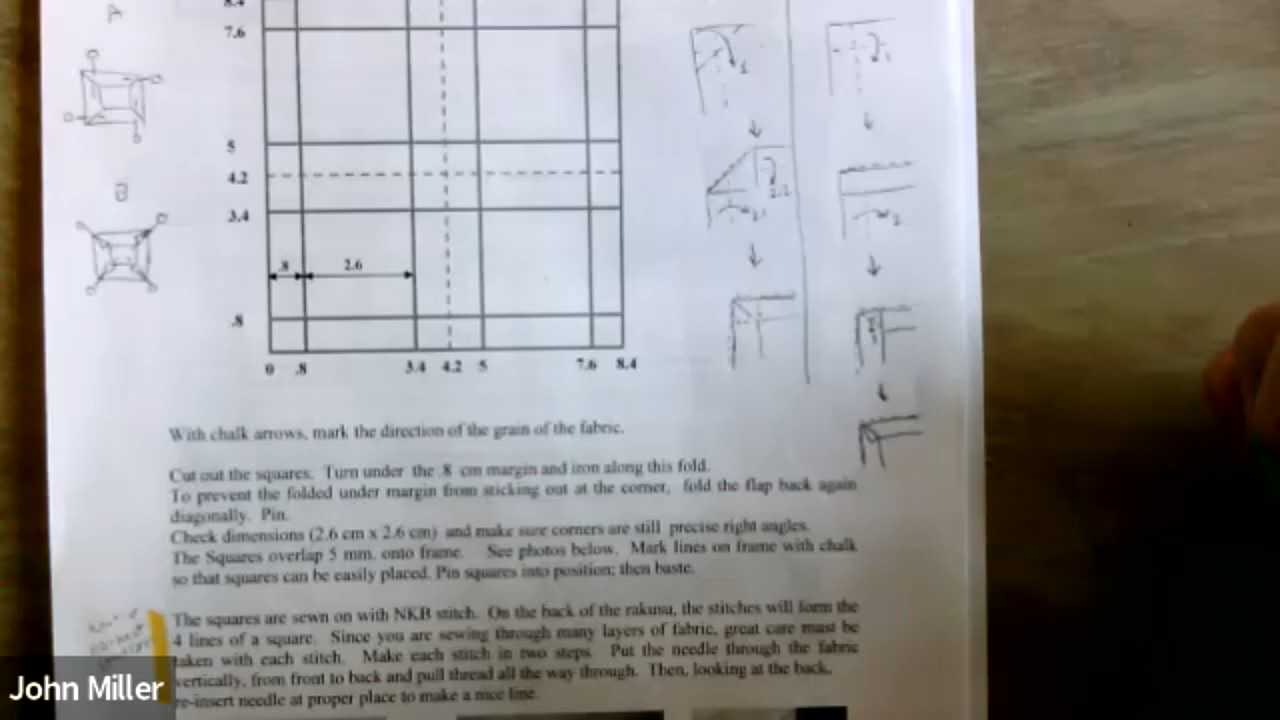 8.4
7.6
5
4.2
3.4
.8 2.6
.8
0 .8 3.4 4.2 5 7.6 8.4
A
B
With chalk arrows, mark the direction of the grain of the fabric.
Cut out the squares. Turn under the .8 cm margin and iron along this fold.
To prevent the folded under margin from sticking out at the corner, fold the flap back again
diagonally. Pin.
Check dimensions (2.6 cm x 2.6 cm) and make sure corners are still precise right angles.
The Squares overlap 5 mm. onto frame. See photos below. Mark lines on frame with chalk
so that squares can be easily placed. Pin squares into position; then baste.
The squares are sewn on with NKB stitch. On the back of the rakusu, the stitches will form the
4 lines of a square. Since you are sewing through many layers of fabric, great care must be
taken with each stitch. Make each stitch in two steps. Put the needle through the fabric
vertically, from front to back and pull thread all the way through. Then, looking at the back,
re-insert needle at proper place to make a nice line.
John Miller